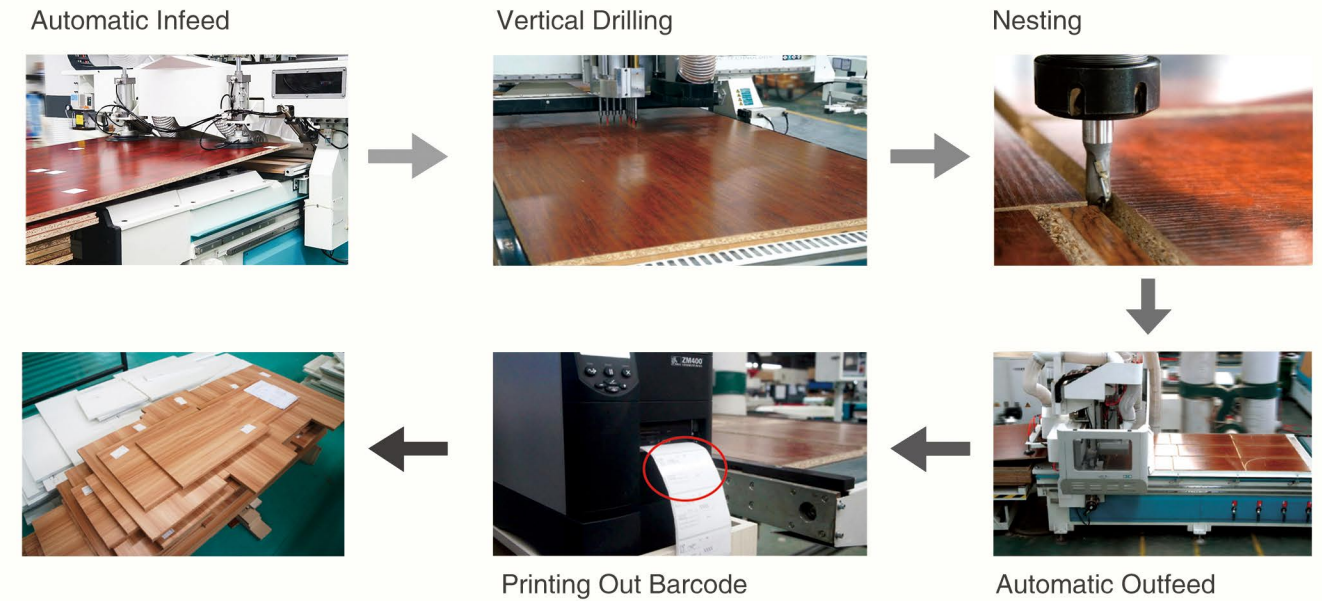 Automatic Infeed
Vertical Drilling
Nesting
ZM400
Printing Out Barcode
Automatic Outfeed